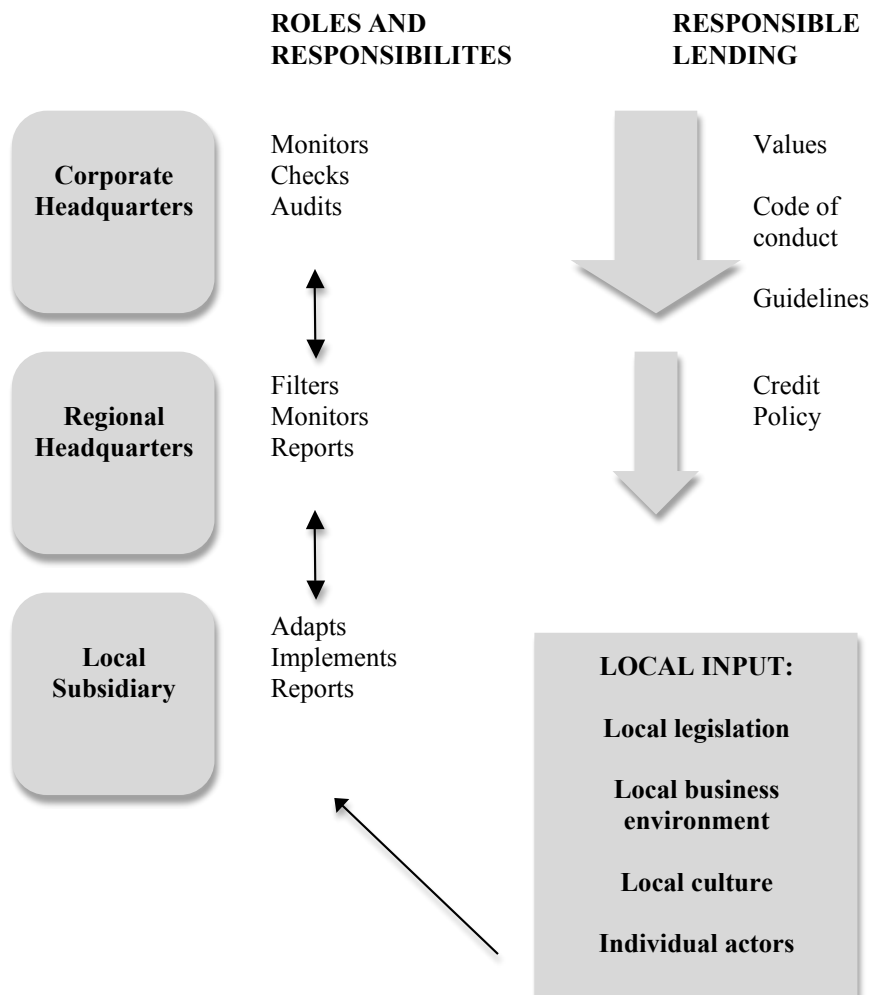 ROLES AND
RESPONSIBILITES
RESPONSIBLE
LENDING
Corporate
Headquarters
Monitors
Checks
Audits
Values
Code of
conduct
Guidelines
Regional
Headquarters
Filters
Monitors
Reports
Credit
Policy
Local
Subsidiary
Adapts
Implements
Reports
LOCAL INPUT:
Local legislation
Local business
environment
Local culture
Individual actors